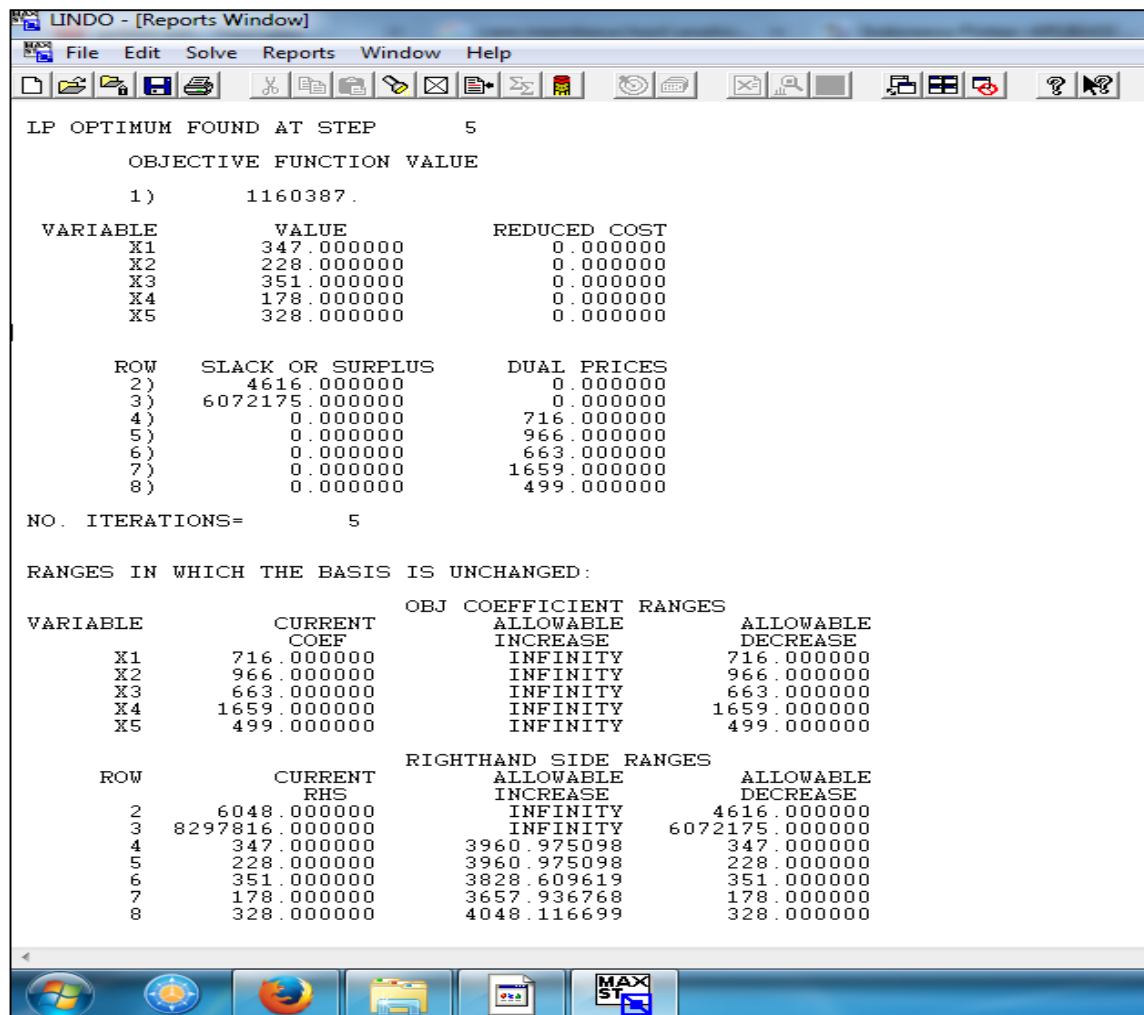 LINDO - [Reports Window]
File Edit Solve Reports Window Help
LP OPTIMUM FOUND AT STEP 5
OBJECTIVE FUNCTION VALUE
1) 1160387.
VARIABLE VALUE REDUCED COST
X1 347.000000 0.000000
X2 228.000000 0.000000
X3 351.000000 0.000000
X4 178.000000 0.000000
X5 328.000000 0.000000
ROW SLACK OR SURPLUS DUAL PRICES
2) 4616.000000 0.000000
3) 6072175.000000 0.000000
4) 0.000000 716.000000
5) 0.000000 966.000000
6) 0.000000 663.000000
7) 0.000000 1659.000000
8) 0.000000 499.000000
NO. ITERATIONS= 5
RANGES IN WHICH THE BASIS IS UNCHANGED:
OBJ COEFFICIENT RANGES
VARIABLE CURRENT ALLOWABLE ALLOWABLE
COEF INCREASE DECREASE
X1 716.000000 INFINITY 716.000000
X2 966.000000 INFINITY 966.000000
X3 663.000000 INFINITY 663.000000
X4 1659.000000 INFINITY 1659.000000
X5 499.000000 INFINITY 499.000000
RIGHTHAND SIDE RANGES
ROW CURRENT ALLOWABLE ALLOWABLE
RHS INCREASE DECREASE
2 6048.000000 INFINITY 4616.000000
3 8297816.000000 INFINITY 6072175.000000
4 347.000000 3960.975098 347.000000
5 228.000000 3960.975098 228.000000
6 351.000000 3828.609619 351.000000
7 178.000000 3657.936768 178.000000
8 328.000000 4048.116699 328.000000
MAX
ST